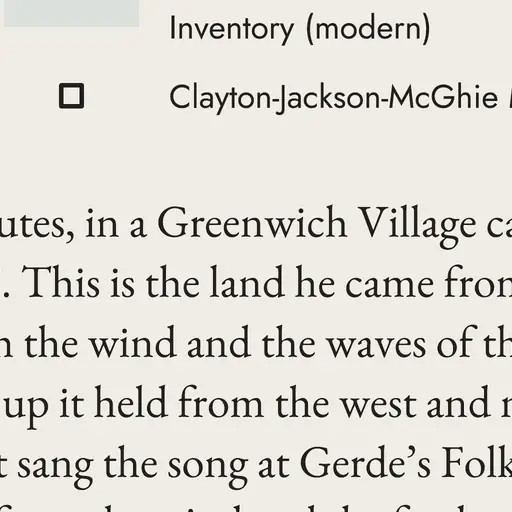 Inventory (modern)
Clayton-Jackson-McGhie
utes, in a Greenwich Village ca
. This is the land he came from
n the wind and the waves of th
up it held from the west and
t sang the song at Gerde's Folk